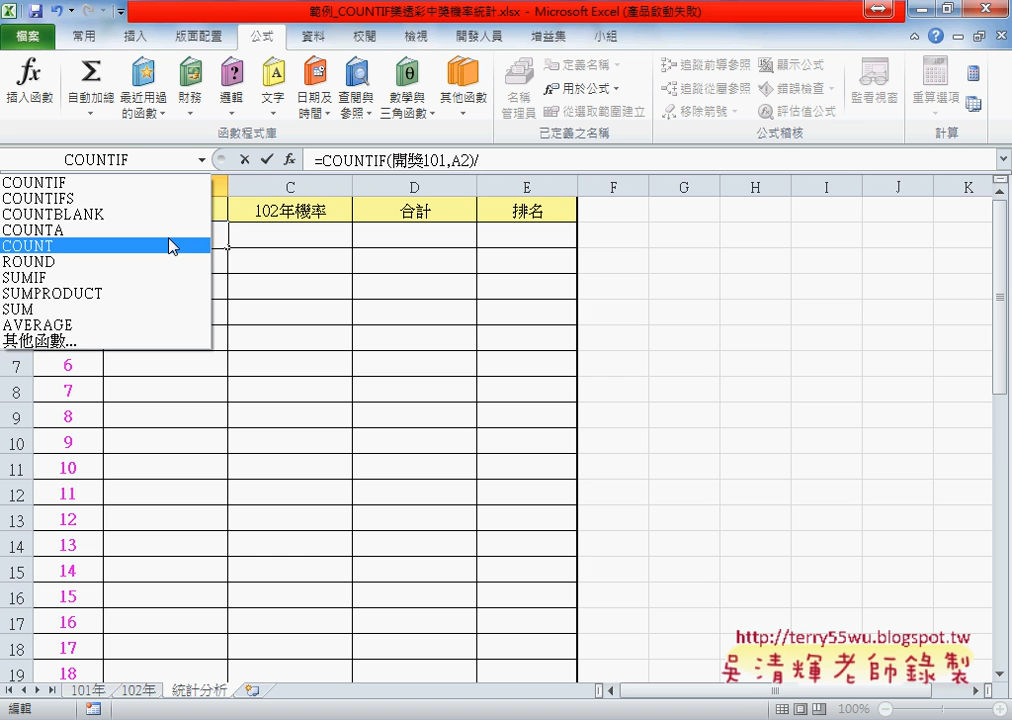 範例_COUNTIF樂透彩中獎機率統計.xlsx - Microsoft Excel (產品啟動失敗)
檔案 常用 插入 版面配置 公式 資料 校閱 檢視 開發人員 增益集 小組
插入函數 自動加總 最近用過的函數 財務 邏輯 文字 日期及時間 查閱與參照 數學與三角函數 其他函數
函數程式庫
名稱管理員 定義名稱 用於公式 從選取範圍建立
已定義之名稱
追蹤前導參照 追蹤從屬參照 移除箭號 顯示公式 錯誤檢查 評估值公式
公式稽核
監看視窗 重算選項
計算
COUNTIF =COUNTIF(開獎101,A2)/
C D E F G H I J K
102年機率 合計 排名
COUNTIF
COUNTIFS
COUNTBLANK
COUNTA
COUNT
ROUND
SUMIF
SUMPRODUCT
SUM
AVERAGE
其他函數...
7 6
8 7
9 8
10 9
11 10
12 11
13 12
14 13
15 14
16 15
17 16
18 17
19 18
http://terry55wu.blogspot.tw
吳清輝老師錄製
101年 102年 統計分析
編輯 100%